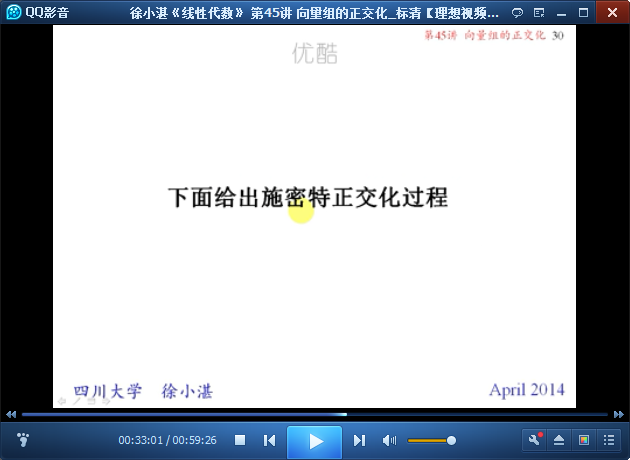 QQ影音
徐小湛《线性代数》 第45讲 向量组的正交化_标清【理想视频...
第45讲 向量组的正交化 30
优酷
下面给出施密特正交化过程
四川大学 徐小湛
April 2014
00:33:01 / 00:59:26